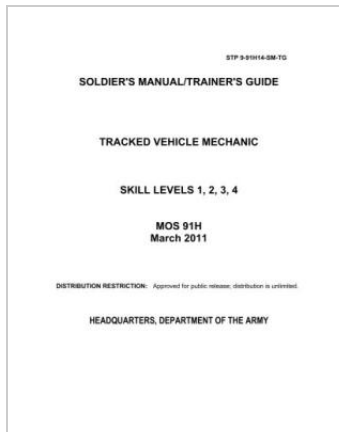 STP 9-91H14-SM-TG
SOLDIER'S MANUAL/TRAINER'S GUIDE
TRACKED VEHICLE MECHANIC
SKILL LEVELS 1, 2, 3, 4
MOS 91H
March 2011
DISTRIBUTION RESTRICTION: Approved for public release; distribution is unlimited.
HEADQUARTERS, DEPARTMENT OF THE ARMY